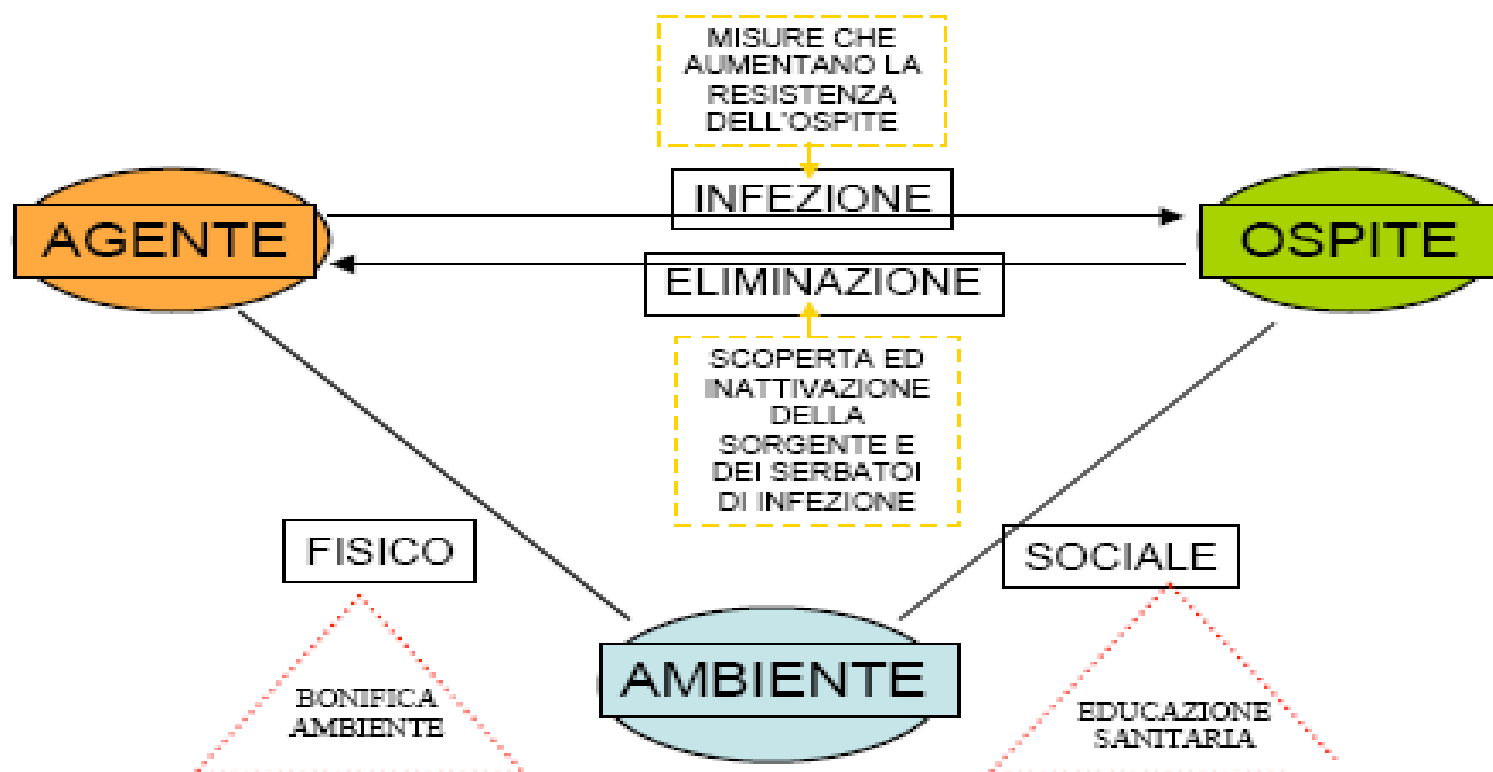 MISURE CHE
AUMENTANO LA
RESISTENZA
DELL'OSPITE
INFEZIONE
AGENTE
OSPITE
ELIMINAZIONE
SCOPERTA ED
INATTIVAZIONE
DELLA
SORGENTE E
DEI SERBATOI
DI INFEZIONE
FISICO
SOCIALE
AMBIENTE
BONIFICA
AMBIENTE
EDUCAZIONE
SANITARIA